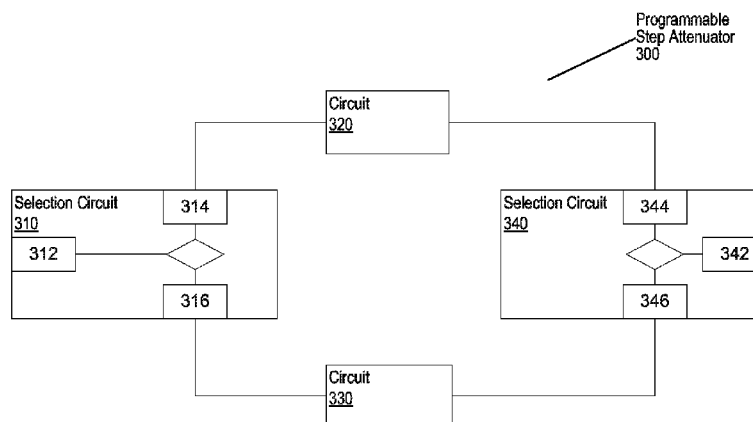 Programmable
Step Attenuator
300
Circuit
320
Selection Circuit
310
314
312
316
Selection Circuit
340
344
342
346
Circuit
330